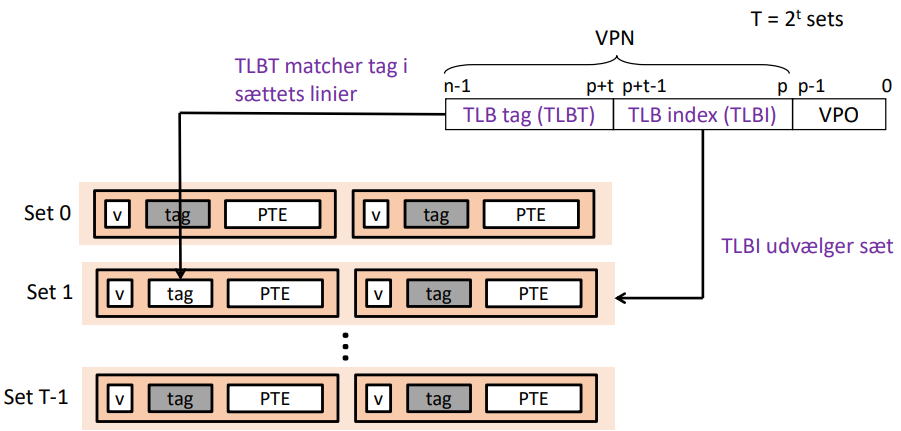 T = 2^t sets
VPN
TLBT matcher tag i
sættets linier
n-1 p+t p+t-1 p p-1 0
TLB tag (TLBT) TLB index (TLBI) VPO
Set 0 v tag PTE v tag PTE
TLBI udvælger sæt
Set 1 v tag PTE v tag PTE
Set T-1 v tag PTE v tag PTE